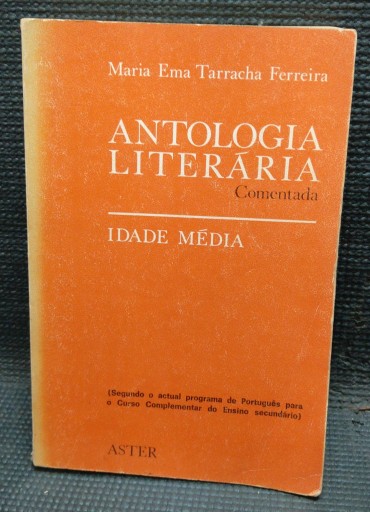 Maria Ema Tarracha Ferreira
ANTOLOGIA
LITERÁRIA
Comentada
IDADE MÉDIA
(Segundo o actual programa de Português para
o Curso Complementar do Ensino secundário)
ASTER